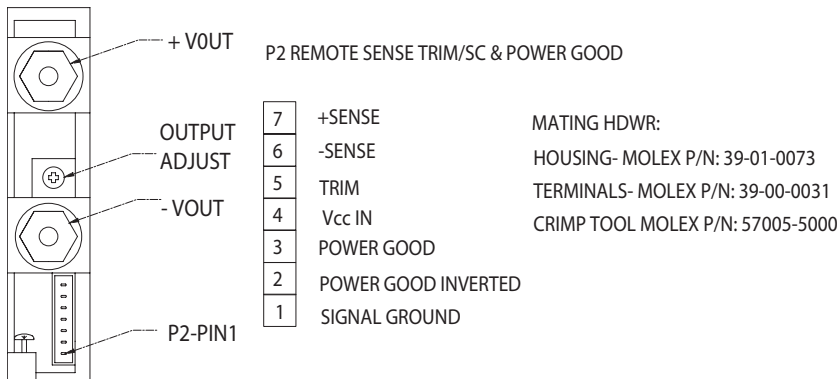 + V0UT
OUTPUT
ADJUST
- VOUT
P2-PIN1
P2 REMOTE SENSE TRIM/SC & POWER GOOD
7 +SENSE
6 -SENSE
5 TRIM
4 Vcc IN
3 POWER GOOD
2 POWER GOOD INVERTED
1 SIGNAL GROUND
MATING HDWR:
HOUSING- MOLEX P/N: 39-01-0073
TERMINALS- MOLEX P/N: 39-00-0031
CRIMP TOOL MOLEX P/N: 57005-5000